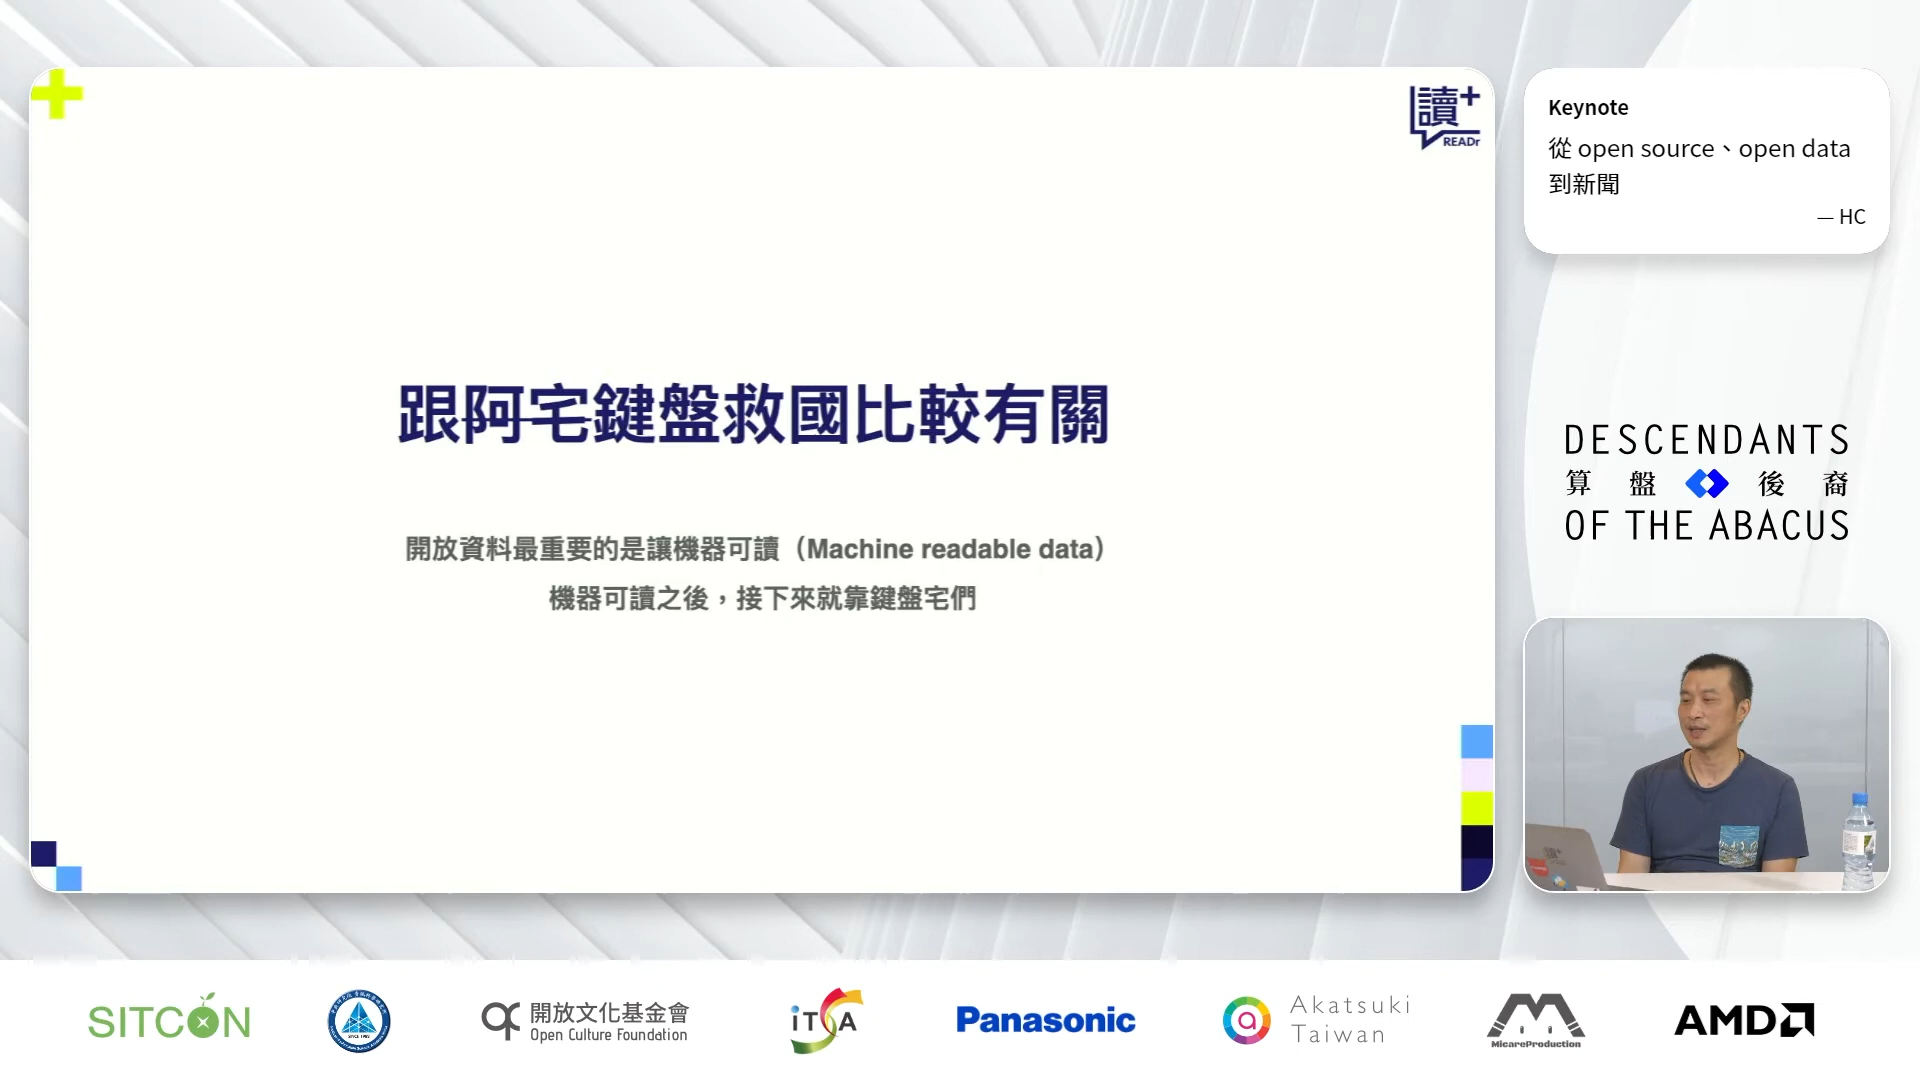 讀+
READr
跟阿宅鍵盤救國比較有關
開放資料最重要的是讓機器可讀（Machine readable data）
機器可讀之後，接下來就靠鍵盤宅們
Keynote
從 open source、open data
到新聞
— HC
DESCENDANTS
算盤後裔
OF THE ABACUS
SITCON
SINCE 1982
開放文化基金會
Open Culture Foundation
iTSA
Panasonic
Akatsuki
Taiwan
MicareProduction
AMD